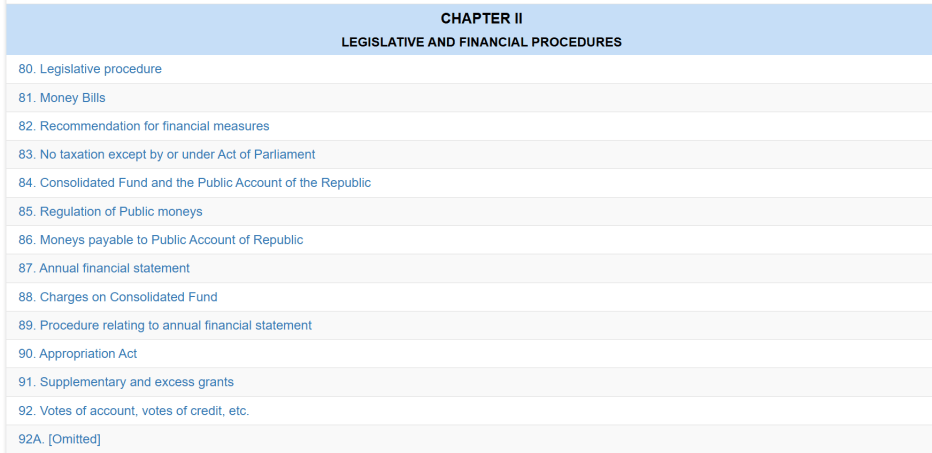 CHAPTER II
LEGISLATIVE AND FINANCIAL PROCEDURES
80. Legislative procedure
81. Money Bills
82. Recommendation for financial measures
83. No taxation except by or under Act of Parliament
84. Consolidated Fund and the Public Account of the Republic
85. Regulation of Public moneys
86. Moneys payable to Public Account of Republic
87. Annual financial statement
88. Charges on Consolidated Fund
89. Procedure relating to annual financial statement
90. Appropriation Act
91. Supplementary and excess grants
92. Votes of account, votes of credit, etc.
92A. [Omitted]